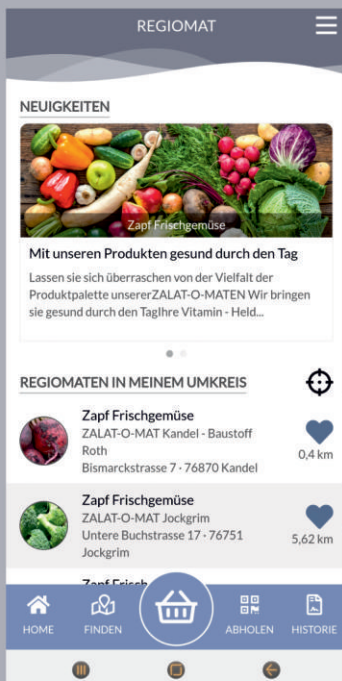 REGIOMAT
NEUIGKEITEN
Zapf Frischgemüse
Mit unseren Produkten gesund durch den Tag
Lassen sie sich überraschen von der Vielfalt der
Produktpalette unsererZALAT-O-MATEN Wir bringen
sie gesund durch den TagIhre Vitamin - Held...
REGIOMATEN IN MEINEM UMKREIS
Zapf Frischgemüse
ZALAT-O-MAT Kandel - Baustoff
Roth
Bismarckstrasse 7 · 76870 Kandel
0,4 km
Zapf Frischgemüse
ZALAT-O-MAT Jockgrim
Untere Buchstrasse 17 · 76751
Jockgrim
5,62 km
Zapf Frisch
HOME FINDEN ABHOLEN HISTORIE